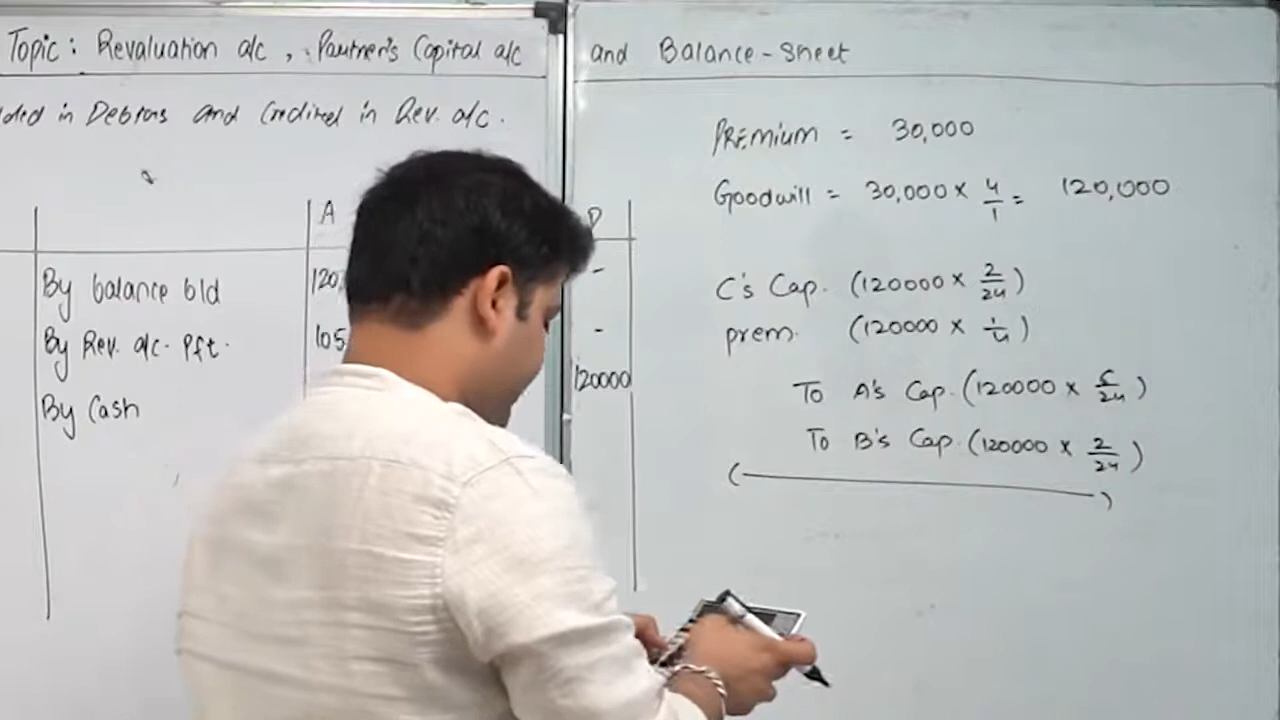 Topic: Revaluation a/c, Partner's Capital a/c and Balance-Sheet
in Debtors and Credited in Rev. a/c.
A
By balance b/d 120, -
By Rev. a/c. Pft. 105, -
120000
By Cash
PREMIUM = 30,000
Goodwill = 30,000 × 4/1 = 120,000
C's Cap. (120000 × 2/24)
prem. (120000 × 1/4)
To A's Cap. (120000 × 6/24)
To B's Cap. (120000 × 2/24)